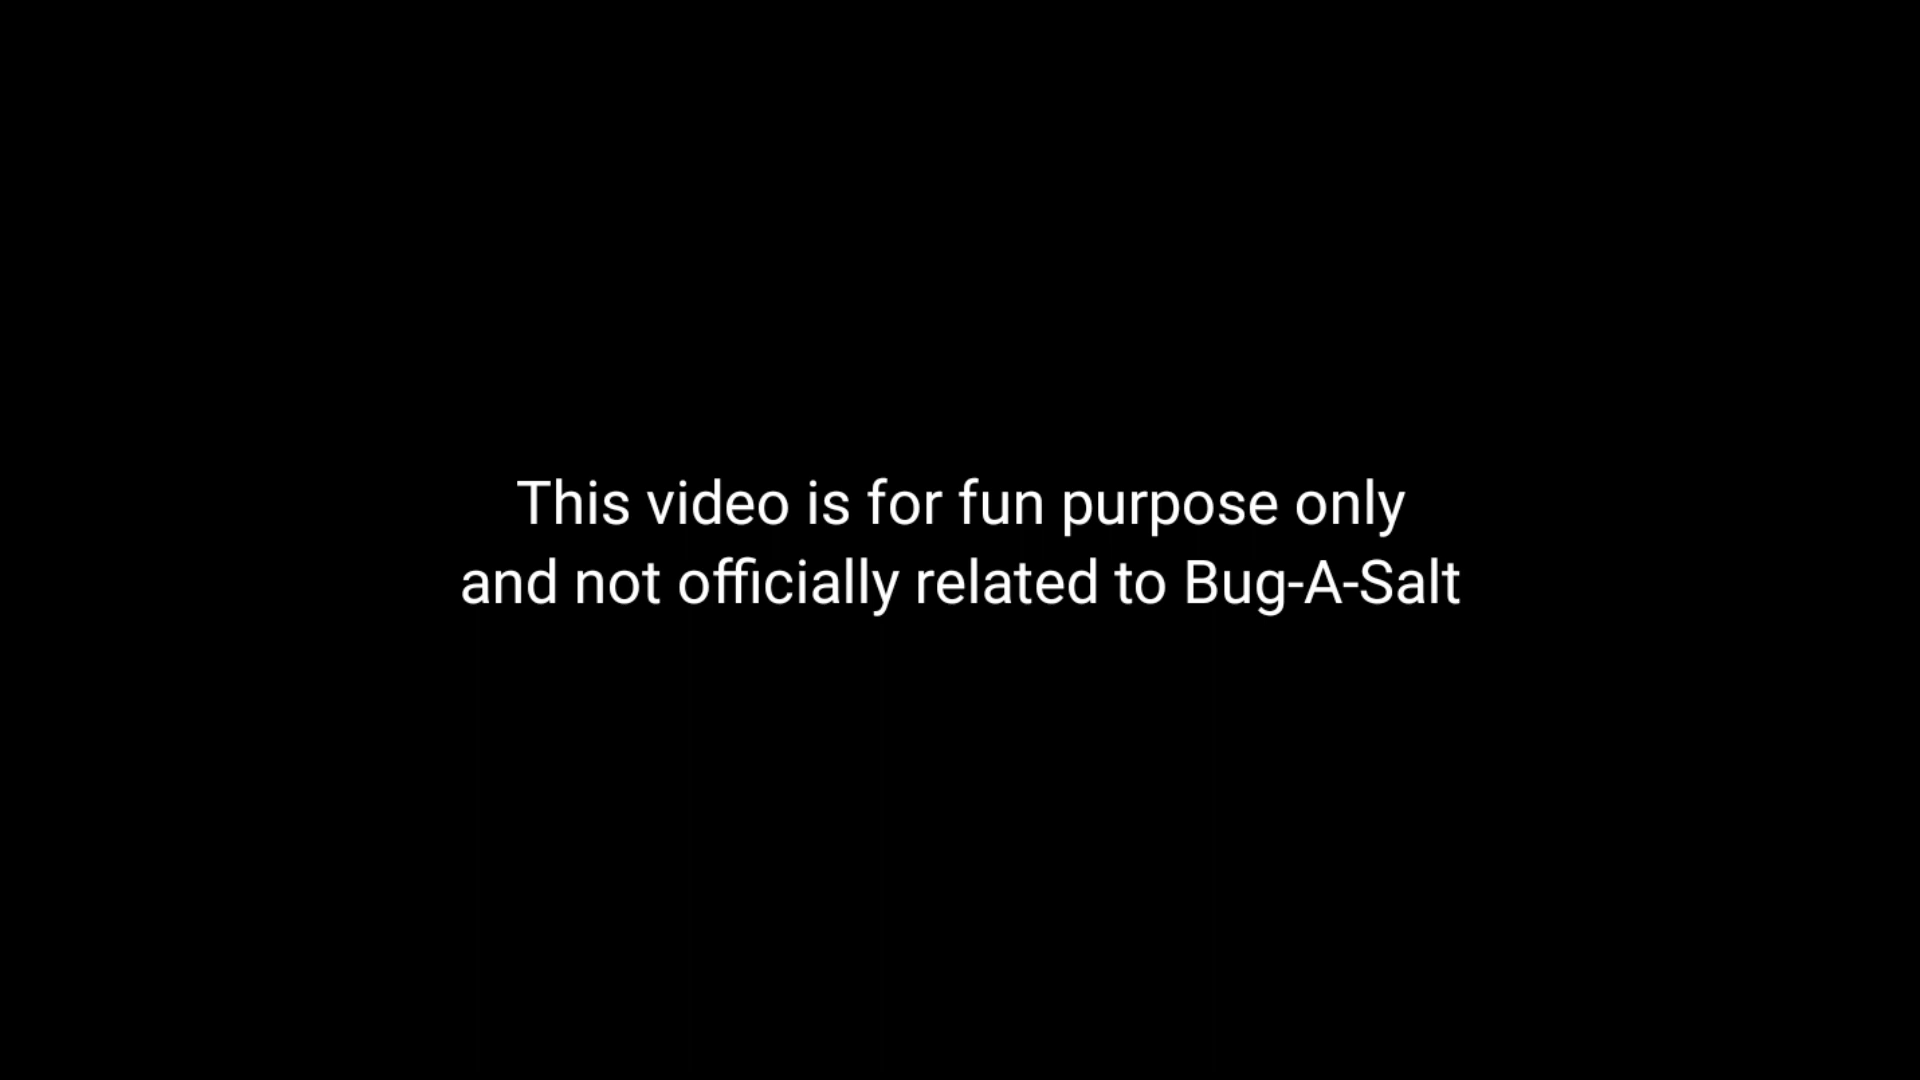 This video is for fun purpose only
and not officially related to Bug-A-Salt